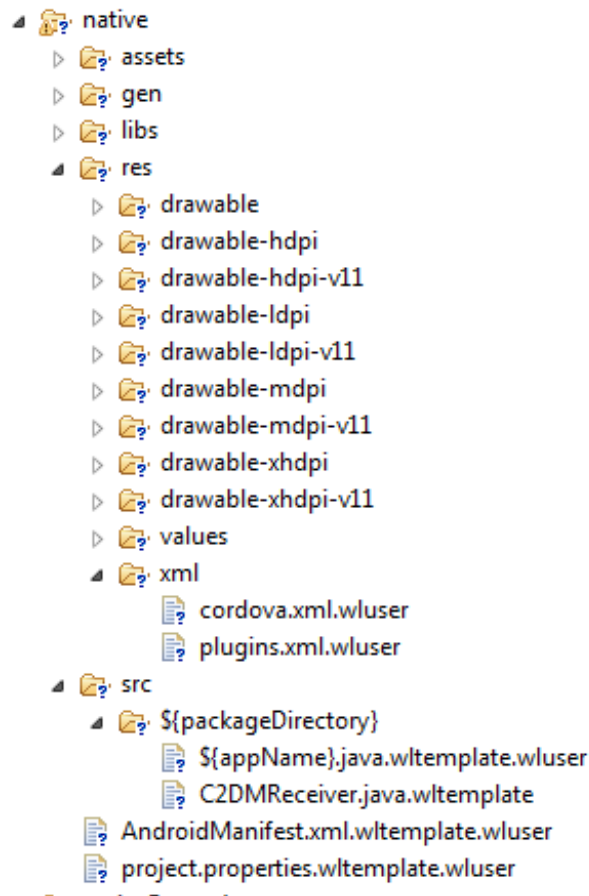 native
assets
gen
libs
res
drawable
drawable-hdpi
drawable-hdpi-v11
drawable-ldpi
drawable-ldpi-v11
drawable-mdpi
drawable-mdpi-v11
drawable-xhdpi
drawable-xhdpi-v11
values
xml
cordova.xml.wluser
plugins.xml.wluser
src
${packageDirectory}
${appName}.java.wltemplate.wluser
C2DMReceiver.java.wltemplate
AndroidManifest.xml.wltemplate.wluser
project.properties.wltemplate.wluser